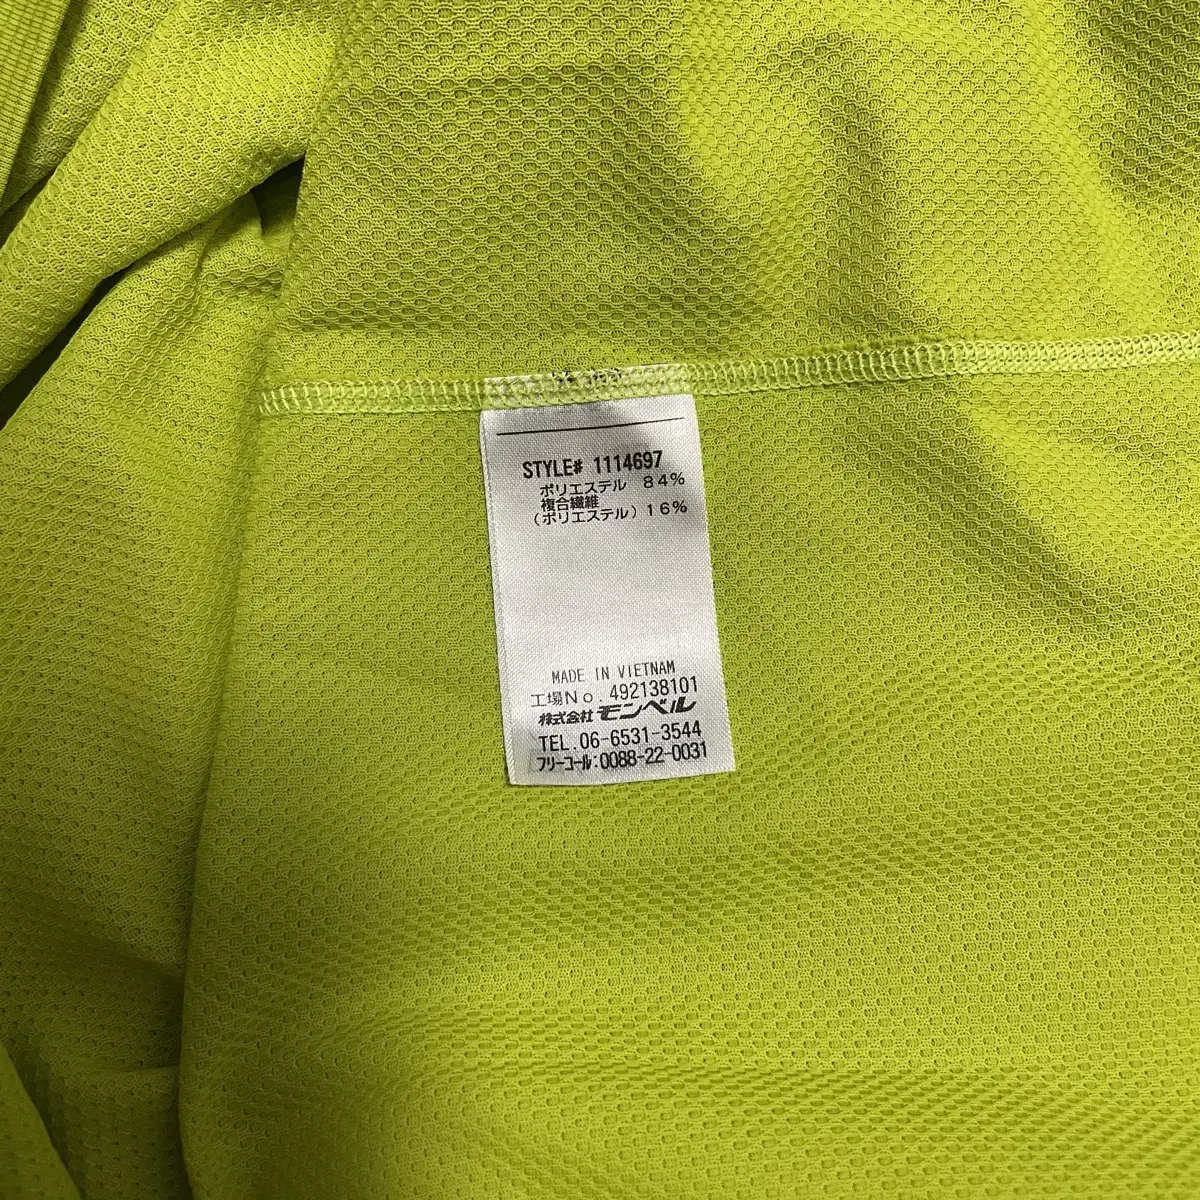 STYLE# 1114697
ポリエステル 84%
複合繊維
(ポリエステル) 16%
MADE IN VIETNAM
工場No. 492138101
株式会社 モンベル
TEL. 06-6531-3544
フリーコール:0088-22-0031